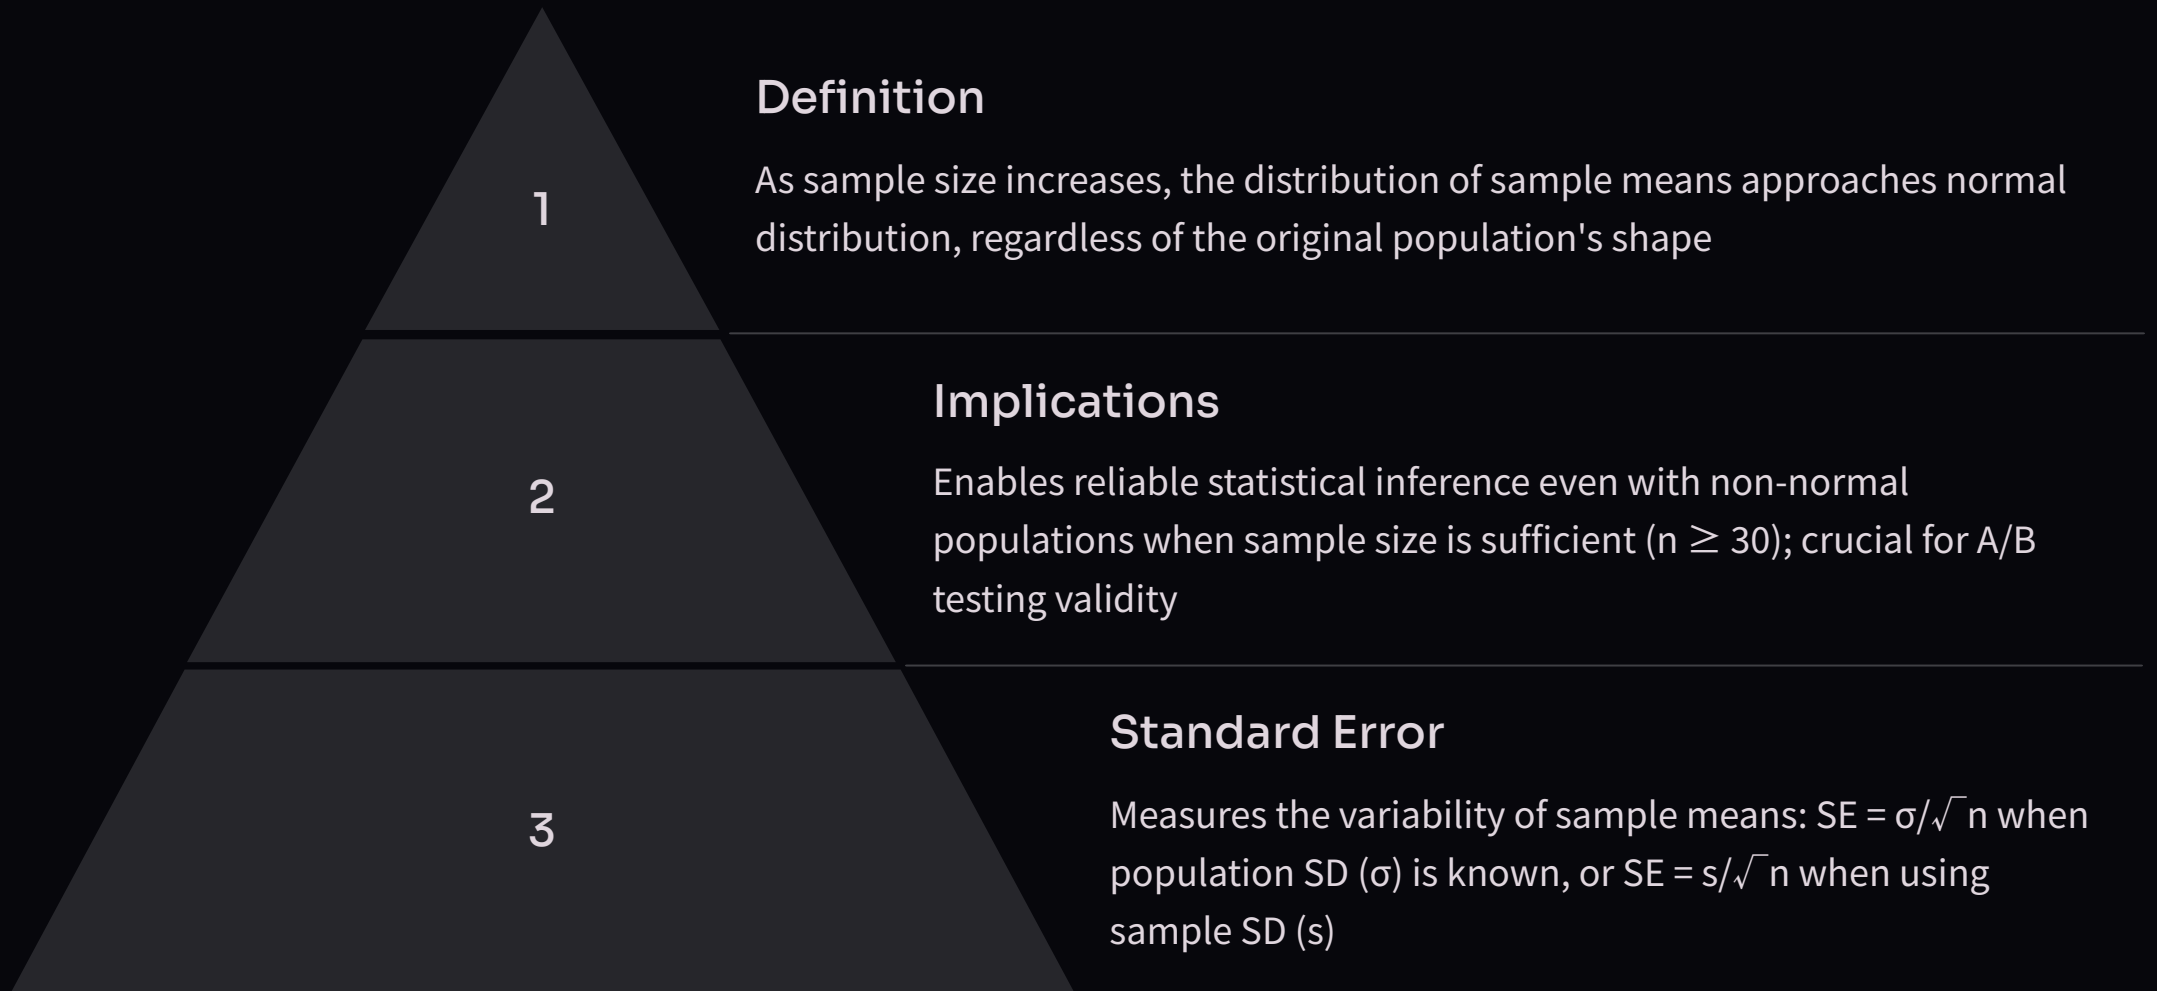 1
Definition
As sample size increases, the distribution of sample means approaches normal
distribution, regardless of the original population's shape
2
Implications
Enables reliable statistical inference even with non-normal
populations when sample size is sufficient (n ≥ 30); crucial for A/B
testing validity
3
Standard Error
Measures the variability of sample means: SE = σ/√n when
population SD (σ) is known, or SE = s/√n when using
sample SD (s)